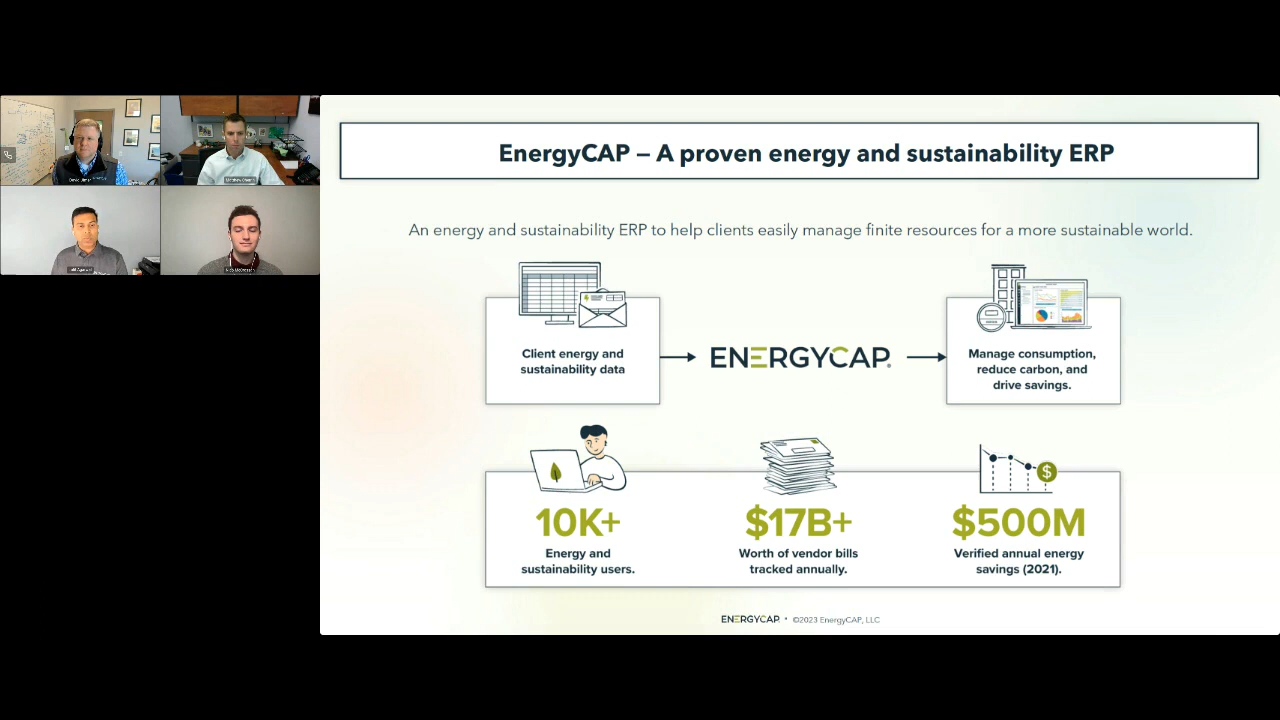 EnergyCAP – A proven energy and sustainability ERP
An energy and sustainability ERP to help clients easily manage finite resources for a more sustainable world.
Client energy and
sustainability data
ENERGYCAP®
Manage consumption,
reduce carbon, and
drive savings.
10K+
Energy and
sustainability users.
$17B+
Worth of vendor bills
tracked annually.
$500M
Verified annual energy
savings (2021).
ENERGYCAP • ©2023 EnergyCAP, LLC